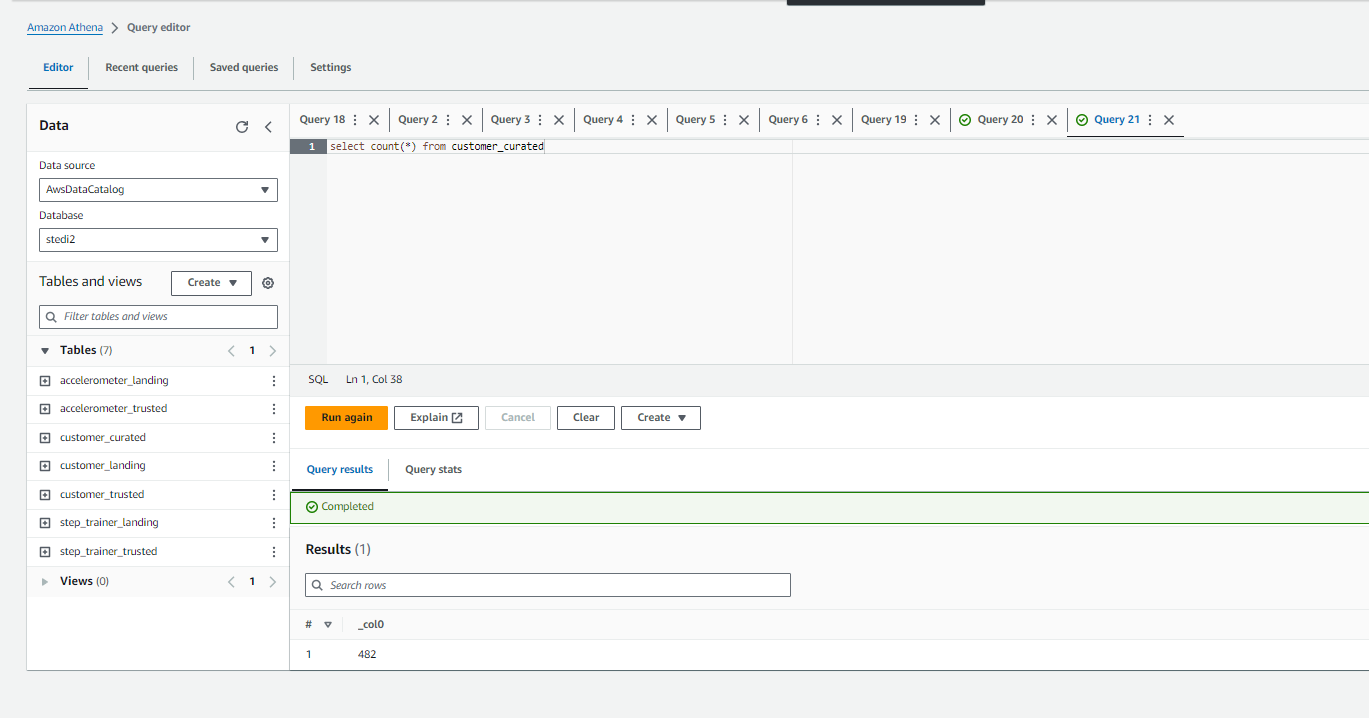 Amazon Athena > Query editor
Editor Recent queries Saved queries Settings
Data
Data source
AwsDataCatalog
Database
stedi2
Tables and views Create
Filter tables and views
Tables (7) < 1 >
accelerometer_landing
accelerometer_trusted
customer_curated
customer_landing
customer_trusted
step_trainer_landing
step_trainer_trusted
Views (0) < 1 >
Query 18 Query 2 Query 3 Query 4 Query 5 Query 6 Query 19 Query 20 Query 21
1 select count(*) from customer_curated
SQL Ln 1, Col 38
Run again Explain Cancel Clear Create
Query results Query stats
Completed
Results (1)
Search rows
# _col0
1 482